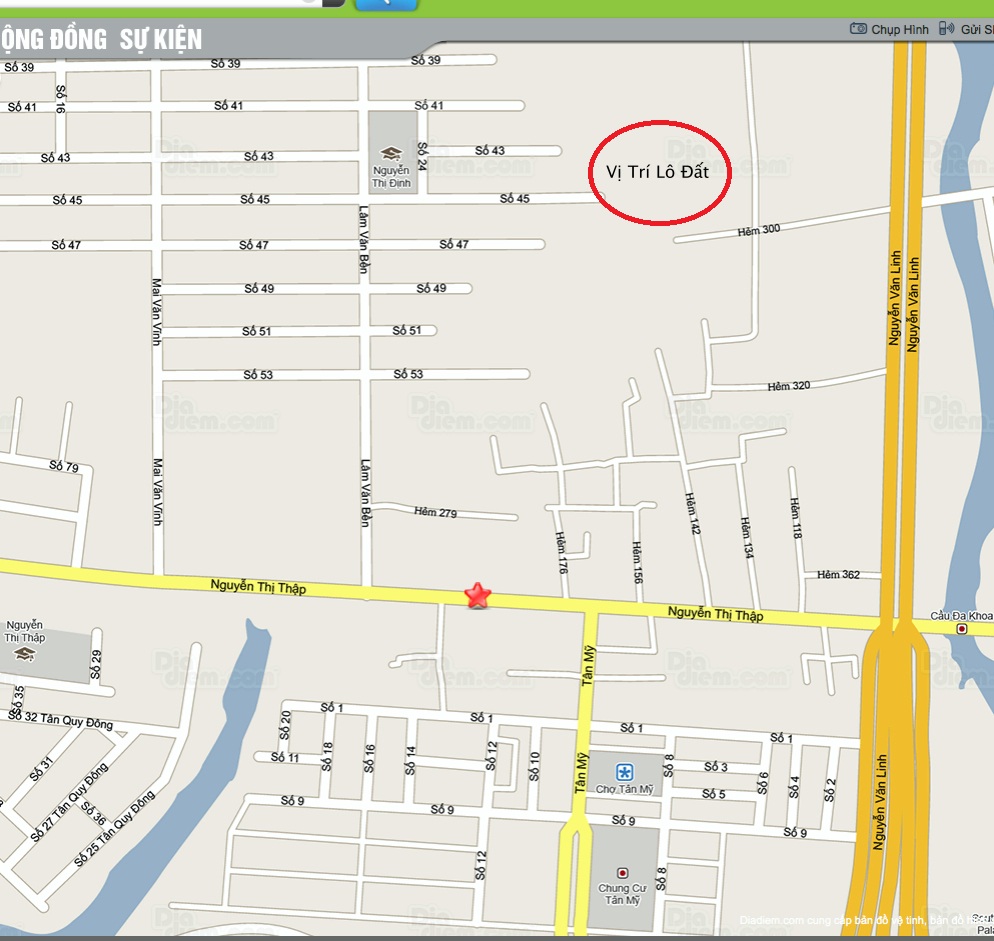 ỘNG ĐỒNG SỰ KIỆN
Chụp Hình
Gửi S
Số 39
Số 39
Số 39
Số 16
Số 41
Số 41
Số 41
Số 43
Số 43
Nguyễn
Thị Định
Số 24
Số 43
Vị Trí Lô Đất
Số 45
Số 45
Số 45
Số 47
Số 47
Lâm Văn Bền
Số 47
Hẻm 300
Mai Văn Vĩnh
Số 49
Số 49
Nguyễn Văn Linh
Nguyễn Văn Linh
Số 51
Số 51
Số 53
Số 53
Hẻm 320
Địa
điểm.com
Số 79
Mai Văn Vĩnh
Lâm Văn Bền
Hẻm 279
Hẻm 176
Hẻm 156
Hẻm 142
Hẻm 134
Hẻm 118
Hẻm 362
Nguyễn Thị Thập
Nguyễn Thị Thập
Cầu Đa Khoa
Nguyễn
Thị Thập
Số 29
Số 35
Số 32 Tân Quy Đông
Tân Mỹ
Số 31
Số 27 Tân Quy Đông
Số 36
Số 25 Tân Quy Đông
Số 20
Số 1
Số 1
Số 1
Số 1
Số 11
Số 18
Số 16
Số 14
Số 12
Số 10
Tân Mỹ
Chợ Tân Mỹ
Số 8
Số 3
Số 5
Số 6
Số 4
Số 2
Nguyễn Văn Linh
Số 9
Số 9
Số 9
Số 9
Số 12
Số 8
Chung Cư
Tân Mỹ
Diadiem.com cung cấp bản đồ vệ tinh, bản đồ